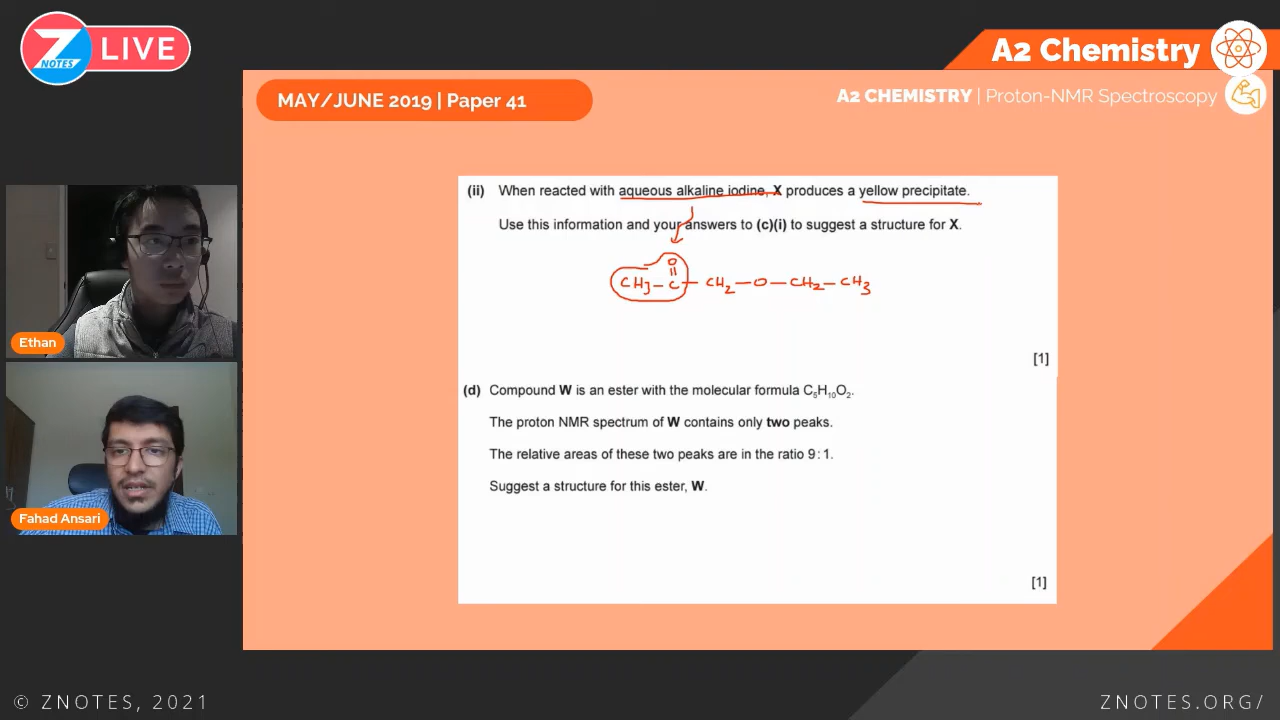 Z NOTES LIVE
A2 Chemistry
MAY/JUNE 2019 | Paper 41
A2 CHEMISTRY | Proton-NMR Spectroscopy
(ii) When reacted with aqueous alkaline iodine, X produces a yellow precipitate.
Use this information and your answers to (c)(i) to suggest a structure for X.
O
||
CH3 — C — CH2 — O — CH2 — CH3
[1]
(d) Compound W is an ester with the molecular formula C5H10O2.
The proton NMR spectrum of W contains only two peaks.
The relative areas of these two peaks are in the ratio 9 : 1.
Suggest a structure for this ester, W.
[1]
Ethan
Fahad Ansari
© ZNOTES, 2021
ZNOTES.ORG/